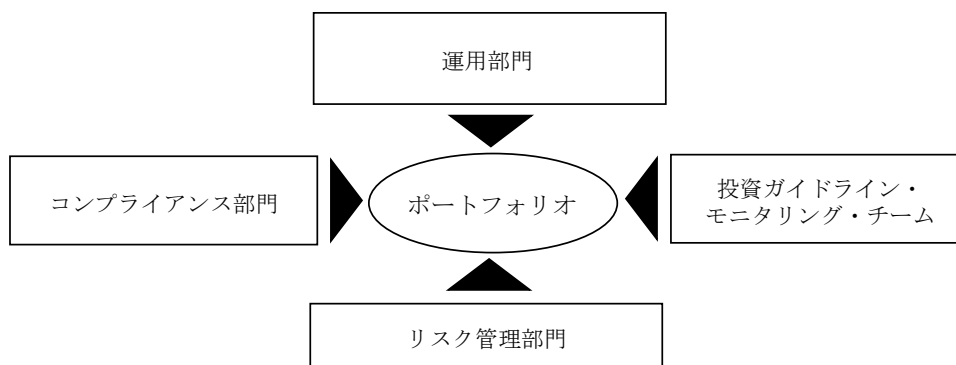 運用部門
コンプライアンス部門
ポートフォリオ
投資ガイドライン・
モニタリング・チーム
リスク管理部門